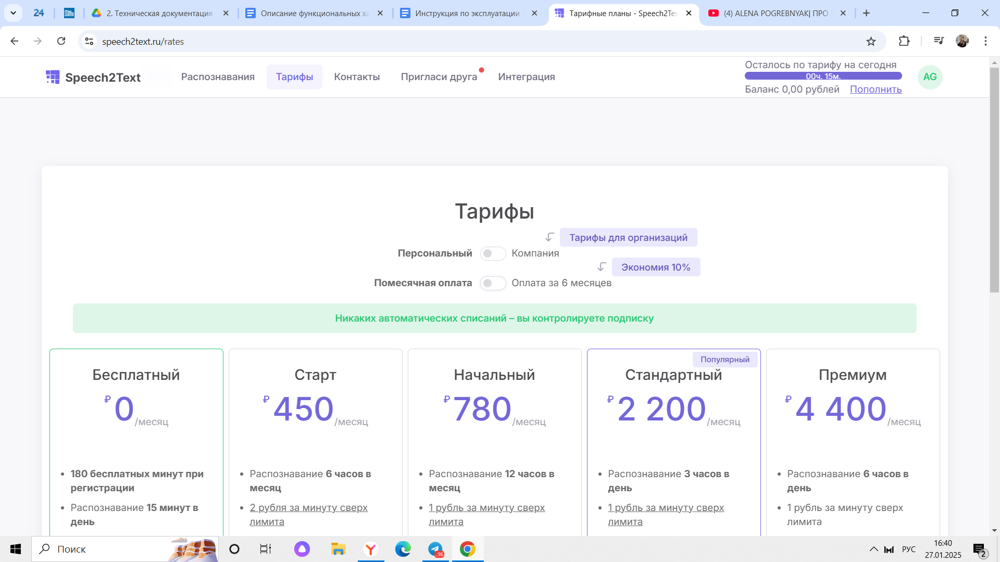 24
2. Техническая документация
Описание функциональных ха
Инструкция по эксплуатации
Тарифные планы - Speech2Te
(4) ALENA POGREBNYAK| ПРО
speech2text.ru/rates
Speech2Text
Распознавания
Тарифы
Контакты
Пригласи друга
Интеграция
Осталось по тарифу на сегодня
00ч. 15м.
Баланс 0,00 рублей Пополнить
AG
Тарифы
Тарифы для организаций
Персональный Компания
Экономия 10%
Помесячная оплата Оплата за 6 месяцев
Никаких автоматических списаний – вы контролируете подписку
Бесплатный
₽ 0 /месяц
180 бесплатных минут при
регистрации
Распознавание 15 минут в
день
Старт
₽ 450 /месяц
Распознавание 6 часов в
месяц
2 рубля за минуту сверх
лимита
Начальный
₽ 780 /месяц
Распознавание 12 часов в
месяц
1 рубль за минуту сверх
лимита
Популярный
Стандартный
₽ 2 200 /месяц
Распознавание 3 часов в
день
1 рубль за минуту сверх
лимита
Премиум
₽ 4 400 /месяц
Распознавание 6 часов в
день
1 рубль за минуту сверх
лимита
Поиск
..96
РУС
16:40
27.01.2025
2